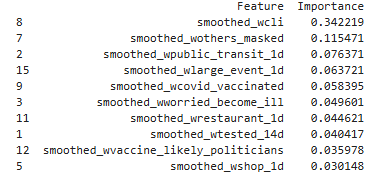 Feature Importance
8 smoothed_wcli 0.342219
7 smoothed_wothers_masked 0.115471
2 smoothed_wpublic_transit_1d 0.076371
15 smoothed_wlarge_event_1d 0.063721
9 smoothed_wcovid_vaccinated 0.058395
3 smoothed_wworried_become_ill 0.049601
11 smoothed_wrestaurant_1d 0.044621
1 smoothed_wtested_14d 0.040417
12 smoothed_wvaccine_likely_politicians 0.035978
5 smoothed_wshop_1d 0.030148